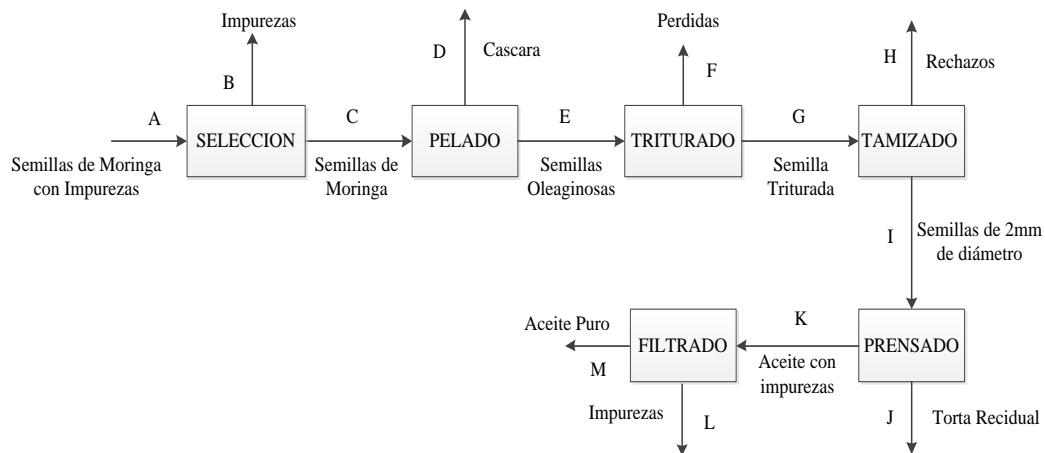 Impurezas
B
A
Semillas de Moringa
con Impurezas
SELECCION
C
Semillas de
Moringa
D
Cascara
PELADO
E
Semillas
Oleaginosas
Perdidas
F
TRITURADO
G
Semilla
Triturada
H
Rechazos
TAMIZADO
I
Semillas de 2mm
de diámetro
PRENSADO
J
Torta Recidual
K
Aceite con
impurezas
FILTRADO
Aceite Puro
M
Impurezas
L